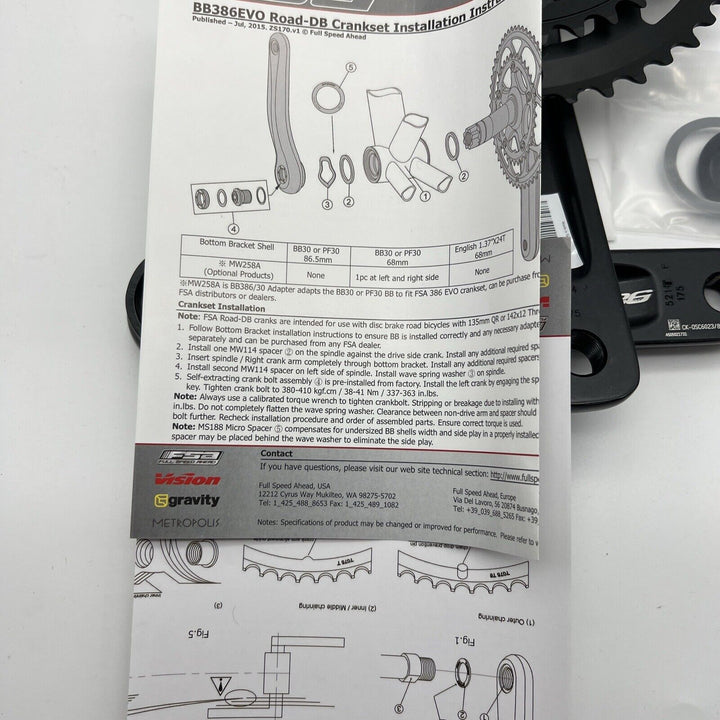 BB386EVO Road-DB Crankset Installation
Published – Jul, 2015. ZS170.v1 © Full Speed Ahead
⑤
③
②
①
②
④
Bottom Bracket Shell
BB30 or PF30
86.5mm
BB30 or PF30
68mm
English 1.37"X24T
68mm
※ MW258A
(Optional Products)
None
1pc at left and right side
None
※MW258A is BB386/30 Adapter adapts the BB30 or PF30 BB to fit FSA 386 EVO crankset, can be purchase
FSA distributors or dealers.
Crankset Installation
Note: FSA Road-DB cranks are intended for use with disc brake road bicycles with 135mm QR or 142x12
1. Follow Bottom Bracket installation instructions to ensure BB is installed correctly and any necessary
separately and can be purchased from any FSA dealer.
2. Install one MW114 spacer ② on the spindle against the drive side crank. Install any additional required
3. Insert spindle / Right crank arm completely through bottom bracket. Install any additional required spacers
4. Install second MW114 spacer on left side of spindle. Install wave spring washer ③ on spindle.
5. Self-extracting crank bolt assembly ④ is pre-installed from factory. Install the left crank by engaging the
key. Tighten crank bolt to 380-410 kgf.cm / 38-41 Nm / 337-363 in.lbs.
Note: Always use a calibrated torque wrench to tighten crankbolt. Stripping or breakage due to installing
in.lbs. Do not completely flatten the wave spring washer. Clearance between non-drive arm and spacer should
bolt further. Recheck installation procedure and order of assembled parts. Ensure correct torque is used.
Note: MS188 Micro Spacer ⑤ compensates for undersized BB shells width and side play in a properly installed
spacer may be placed behind the wave washer to eliminate the side play.
FSA
FULL SPEED AHEAD
Vision
gravity
METROPOLIS
Contact
If you have questions, please visit our web site technical section:
Full Speed Ahead, USA
12212 Cyrus Way Mukilteo, WA 98275-5702
Tel: 1_425_488_8653 Fax: 1_425_489_1082
Full Speed Ahead, Europe
Via Del Lavoro, 56 20874 Busnago,
Tel: +39_039_688_5265 Fax: +39
Notes: Specifications of product may be changed or improved for performance. Please refer to
(3)
(2) Inner / Middle chainring
(1) Outer chainring
Fig.5
Fig.1
③
②
①
175